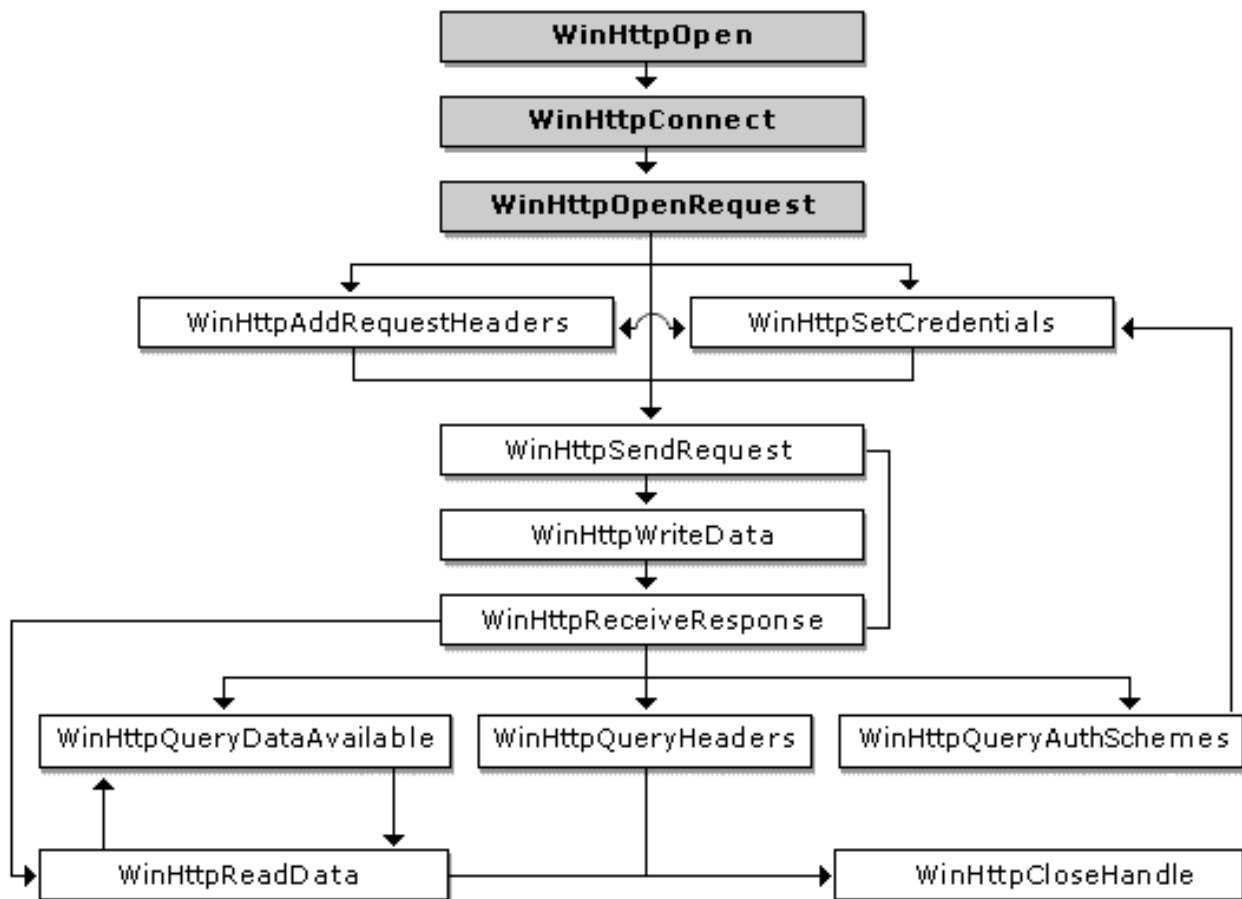 WinHttpOpen
WinHttpConnect
WinHttpOpenRequest
WinHttpAddRequestHeaders
WinHttpSetCredentials
WinHttpSendRequest
WinHttpWriteData
WinHttpReceiveResponse
WinHttpQueryDataAvailable
WinHttpQueryHeaders
WinHttpQueryAuthSchemes
WinHttpReadData
WinHttpCloseHandle